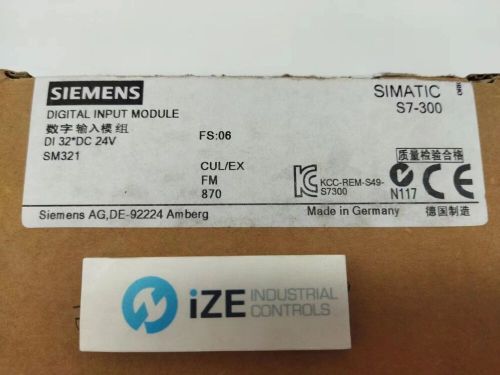 SIEMENS
SIMATIC
S7-300
DIGITAL INPUT MODULE
数字输入模组
DI 32*DC 24V
SM321
FS:06
CUL/EX
FM
870
质量检验合格
KCC-REM-S49-
S7300
N117
Siemens AG,DE-92224 Amberg
Made in Germany
德国制造
iZE INDUSTRIAL
CONTROLS